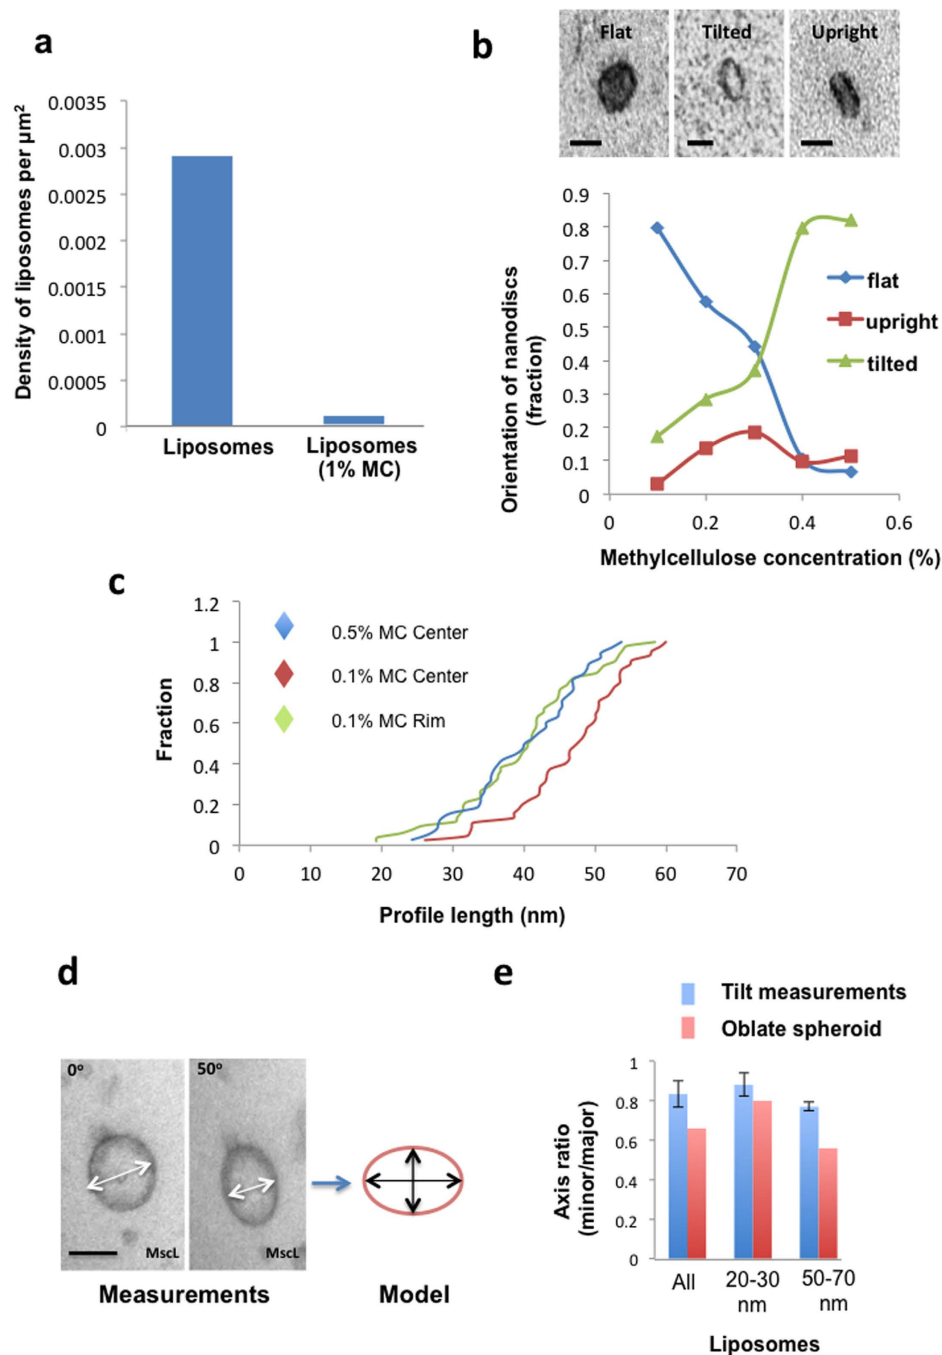 a
Density of liposomes per µm²
0.0035
0.003
0.0025
0.002
0.0015
0.001
0.0005
0
Liposomes
Liposomes
(1% MC)
b
Flat
Tilted
Upright
Orientation of nanodiscs
(fraction)
0.9
0.8
0.7
0.6
0.5
0.4
0.3
0.2
0.1
0
0
0.2
0.4
0.6
Methylcellulose concentration (%)
flat
upright
tilted
c
Fraction
1.2
1
0.8
0.6
0.4
0.2
0
0
10
20
30
40
50
60
70
Profile length (nm)
0.5% MC Center
0.1% MC Center
0.1% MC Rim
d
0º
MscL
50º
MscL
Measurements
Model
e
Tilt measurements
Oblate spheroid
Axis ratio
(minor/major)
1
0.8
0.6
0.4
0.2
0
All
20-30
nm
50-70
nm
Liposomes